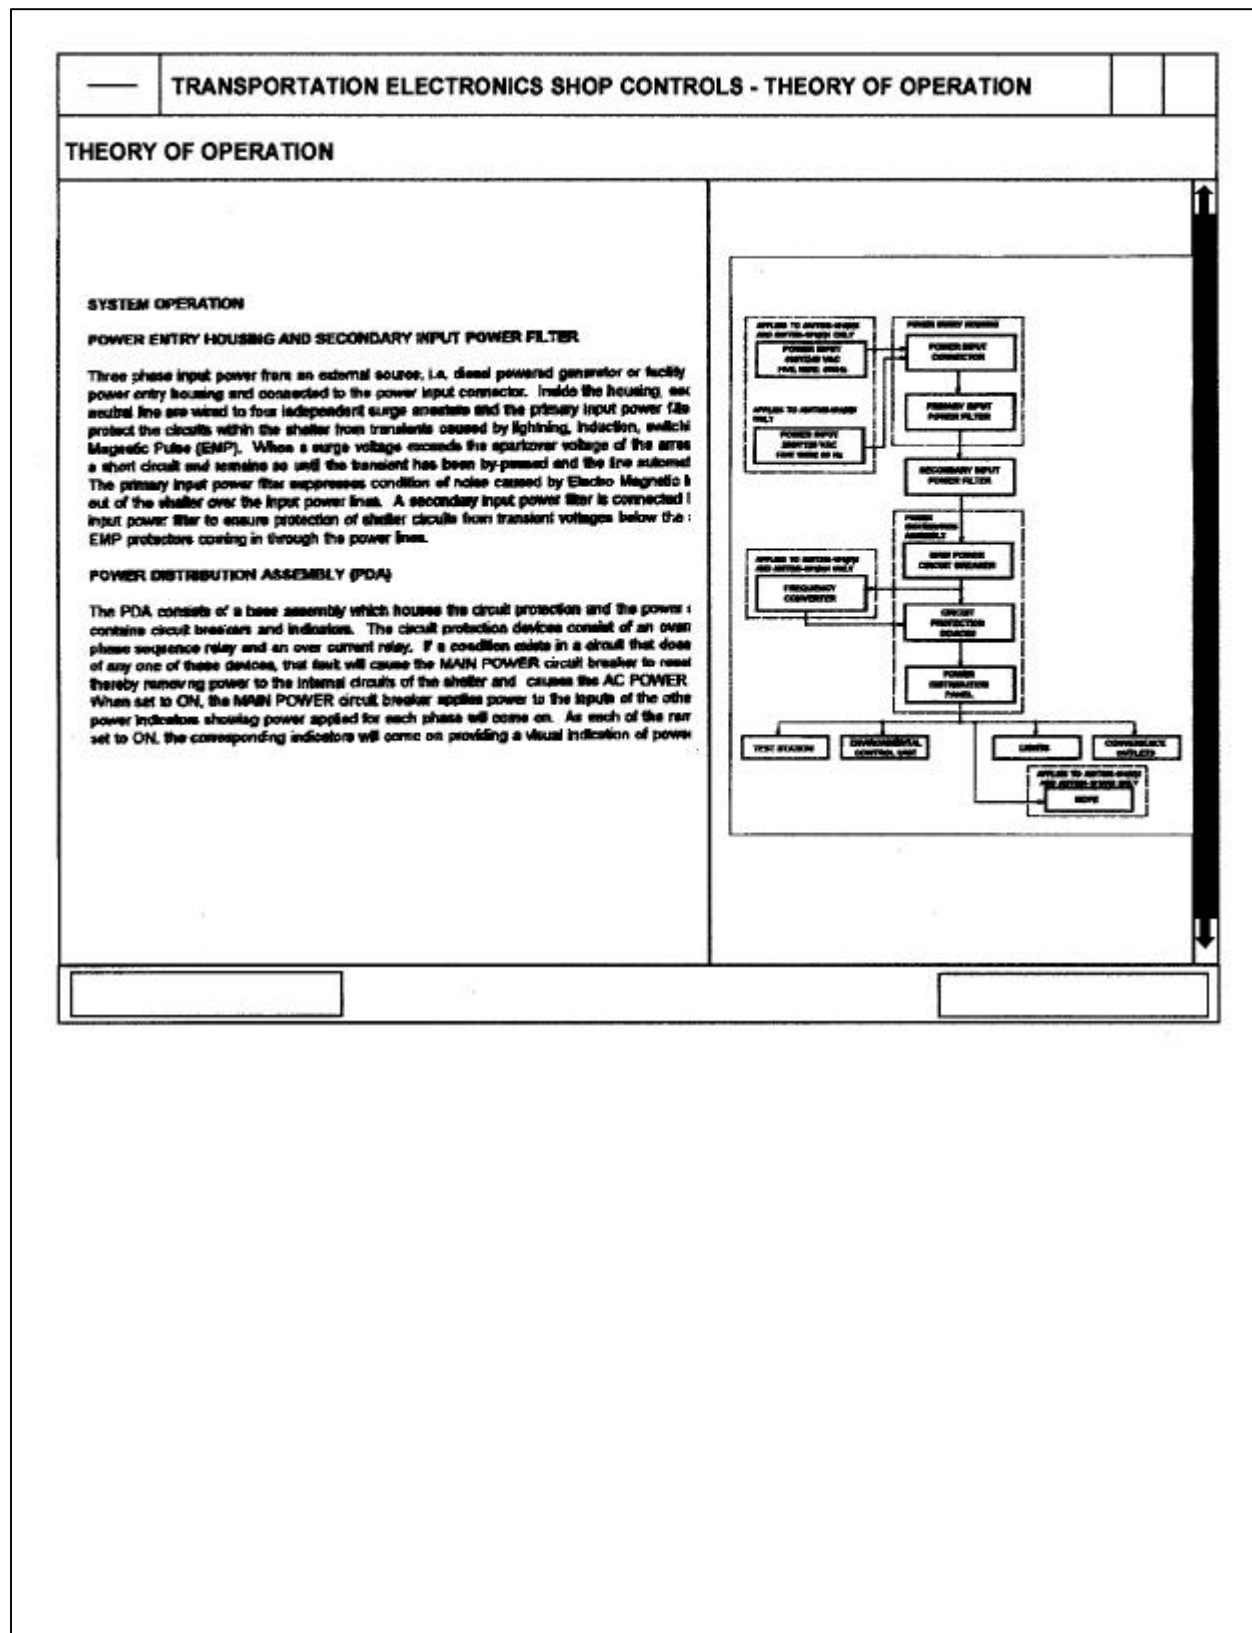 TRANSPORTATION ELECTRONICS SHOP CONTROLS - THEORY OF OPERATION
THEORY OF OPERATION
SYSTEM OPERATION
POWER ENTRY HOUSING AND SECONDARY INPUT POWER FILTER
Three phase input power from an external source, i.e, diesel powered generator or facility
power entry housing and connected to the power input connector. Inside the housing,
neutral line are wired to four independent surge arrestors and the primary input power
protect the circuits within the shelter from transients caused by lightning, induction,
Magnetic Pulse (EMP). When a surge voltage exceeds the sparkover voltage of the
a short circuit and remains so until the transient has been by-passed and the line
The primary input power filter suppresses condition of noise caused by Electro Magnetic
out of the shelter over the input power lines. A secondary input power filter is connected
input power filter to ensure protection of shelter circuits from transient voltages below the
EMP protectors coming in through the power lines.
POWER DISTRIBUTION ASSEMBLY (PDA)
The PDA consists of a base assembly which houses the circuit protection and the power
contains circuit breakers and indicators. The circuit protection devices consist of an
phase sequence relay and an over current relay. If a condition exists in a circuit that does
of any one of these devices, that fault will cause the MAIN POWER circuit breaker to
thereby removing power to the internal circuits of the shelter and causes the AC POWER
When set to ON, the MAIN POWER circuit breaker applies power to the inputs of the
power indicators showing power applied for each phase will come on. As each of the
set to ON, the corresponding indicators will come on providing a visual indication of power
POWER ENTRY HOUSING
POWER INPUT
CONNECTOR
POWER INPUT
PRIMARY INPUT
POWER FILTER
POWER INPUT
SECONDARY INPUT
POWER FILTER
POWER
DISTRIBUTION
ASSEMBLY
MAIN POWER
CIRCUIT BREAKER
FREQUENCY
CONVERTER
CIRCUIT
PROTECTION
DEVICES
POWER
DISTRIBUTION
PANEL
TEST STATION
ENVIRONMENTAL
CONTROL UNIT
LIGHTS
CONVENIENCE
OUTLETS